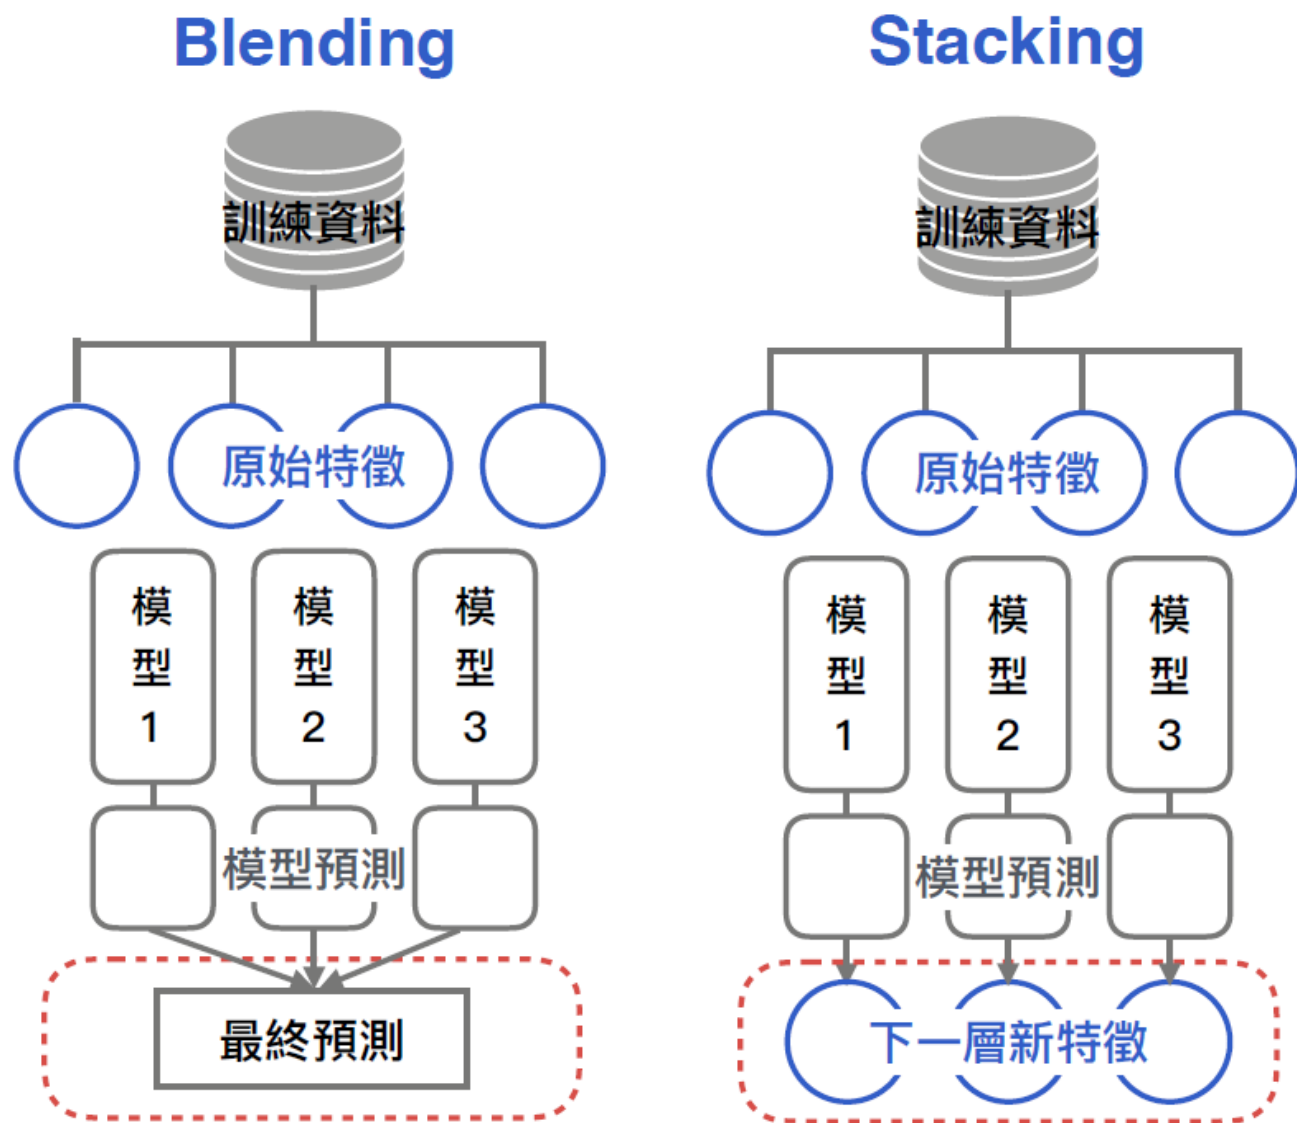 Blending
訓練資料
原始特徵
模型1
模型2
模型3
模型預測
最終預測
Stacking
訓練資料
原始特徵
模型1
模型2
模型3
模型預測
下一層新特徵